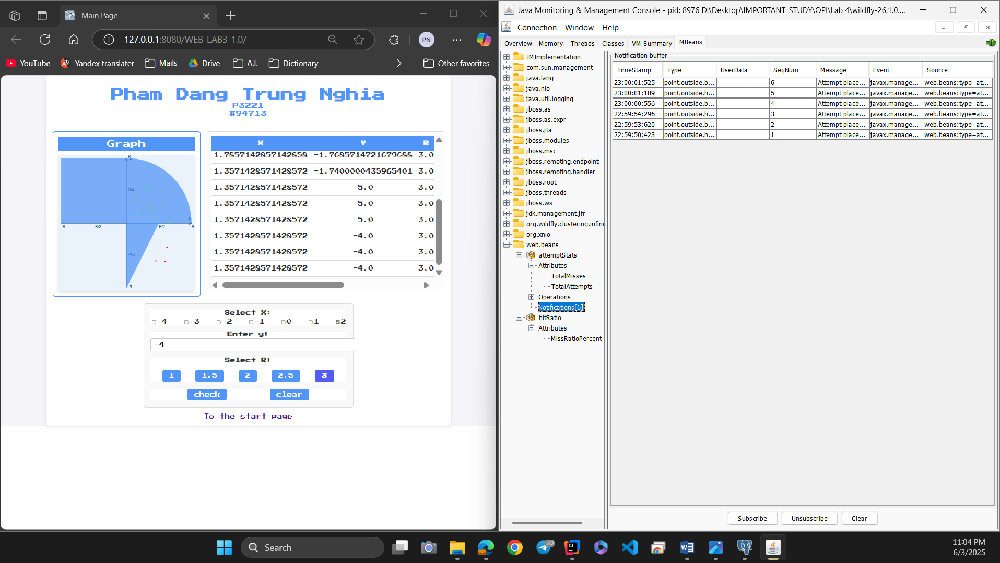 Main Page
127.0.0.1:8080/WEB-LAB3-1.0/
PN
YouTube
Yandex translater
Mails
Drive
A.I.
Dictionary
Other favorites
Pham Dang Trung Nghia
P3221
#94713
Graph
R
Y
R/2
X
-R
-R/2
R/2
R
-R/2
-R
X Y R
1.7857142857142858 -1.7685714721679688 3.0
1.3571428571428572 -1.7400000435965401 3.0
1.3571428571428572 -5.0 3.0
1.3571428571428572 -5.0 3.0
1.3571428571428572 -5.0 3.0
1.3571428571428572 -4.0 3.0
1.3571428571428572 -4.0 3.0
1.3571428571428572 -4.0 3.0
Select X:
-4 -3 -2 -1 0 1 2
Enter y:
-4
Select R:
1 1.5 2 2.5 3
check clear
To the start page
Java Monitoring & Management Console - pid: 8976 D:\Desktop\IMPORTANT_STUDY\OPI\Lab 4\wildfly-26.1.0....
Connection Window Help
Overview Memory Threads Classes VM Summary MBeans
JMImplementation
com.sun.management
java.lang
java.nio
java.util.logging
jboss.as
jboss.as.expr
jboss.jta
jboss.modules
jboss.msc
jboss.remoting.endpoint
jboss.remoting.handler
jboss.root
jboss.threads
jboss.ws
jdk.management.jfr
org.wildfly.clustering.infini
org.xnio
web.beans
attemptStats
Attributes
TotalMisses
TotalAttempts
Operations
Notifications[6]
hitRatio
Attributes
MissRatioPercent
Notification buffer
TimeStamp Type UserData SeqNum Message Event Source
23:00:01:525 point.outside.b... 6 Attempt place... javax.manage... web.beans:type=at...
23:00:01:189 point.outside.b... 5 Attempt place... javax.manage... web.beans:type=at...
23:00:00:556 point.outside.b... 4 Attempt place... javax.manage... web.beans:type=at...
22:59:54:296 point.outside.b... 3 Attempt place... javax.manage... web.beans:type=at...
22:59:53:620 point.outside.b... 2 Attempt place... javax.manage... web.beans:type=at...
22:59:50:423 point.outside.b... 1 Attempt place... javax.manage... web.beans:type=at...
Subscribe Unsubscribe Clear
Search
42
11:04 PM
6/3/2025